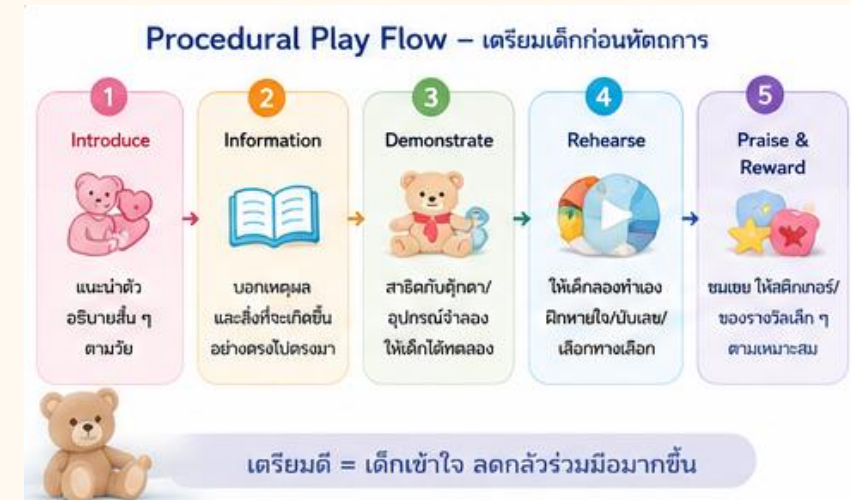 Procedural Play Flow – เตรียมเด็กก่อนหัตถการ
1
Introduce
แนะนำตัว
อธิบายสั้น ๆ
ตามวัย
2
Information
บอกเหตุผล
และสิ่งที่จะเกิดขึ้น
อย่างตรงไปตรงมา
3
Demonstrate
สาธิตกับตุ๊กตา/
อุปกรณ์จำลอง
ให้เด็กได้ทดลอง
4
Rehearse
ให้เด็กลองทำเอง
ฝึกหายใจ/นับเลข/
เลือกทางเลือก
5
Praise &
Reward
ชมเชย ให้สติกเกอร์/
ของรางวัลเล็ก ๆ
ตามเหมาะสม
เตรียมดี = เด็กเข้าใจ ลดกลัวร่วมมือมากขึ้น